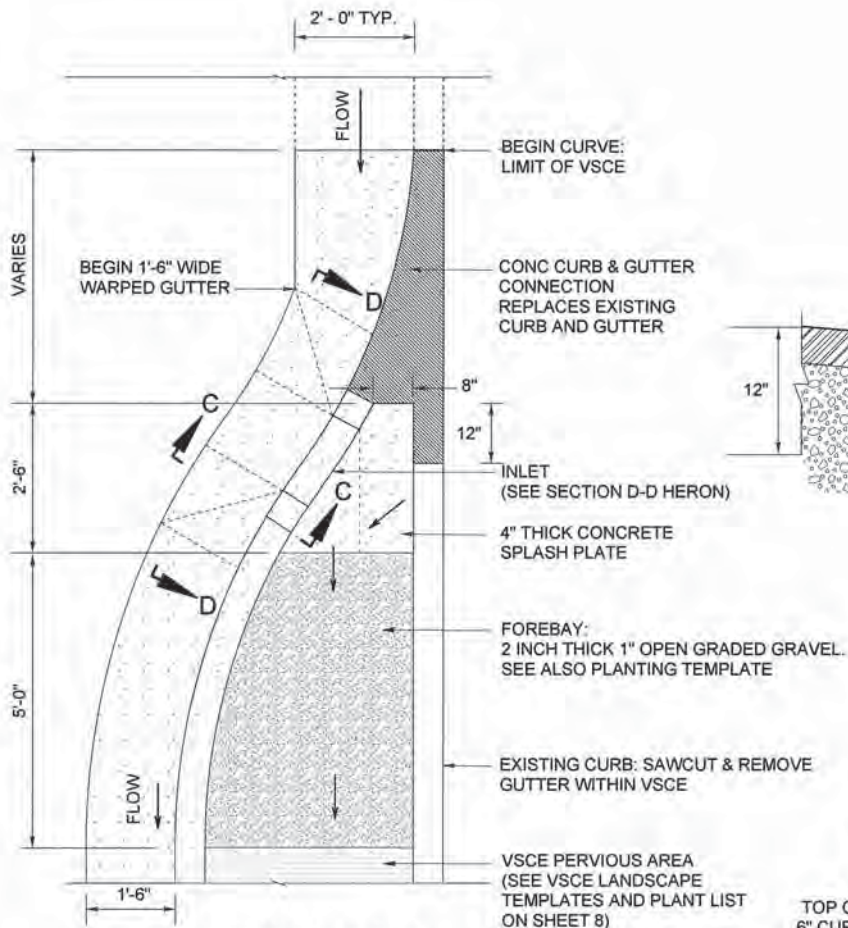 2' - 0" TYP.
FLOW
BEGIN CURVE:
LIMIT OF VSCE
VARIES
BEGIN 1'-6" WIDE
WARPED GUTTER
D
CONC CURB & GUTTER
CONNECTION
REPLACES EXISTING
CURB AND GUTTER
12"
8"
C
12"
2'-6"
INLET
(SEE SECTION D-D HERON)
C
4" THICK CONCRETE
SPLASH PLATE
D
FOREBAY:
2 INCH THICK 1" OPEN GRADED GRAVEL.
SEE ALSO PLANTING TEMPLATE
5'-0"
EXISTING CURB: SAWCUT & REMOVE
GUTTER WITHIN VSCE
FLOW
VSCE PERVIOUS AREA
(SEE VSCE LANDSCAPE
TEMPLATES AND PLANT LIST
ON SHEET 8)
1'-6"
TOP